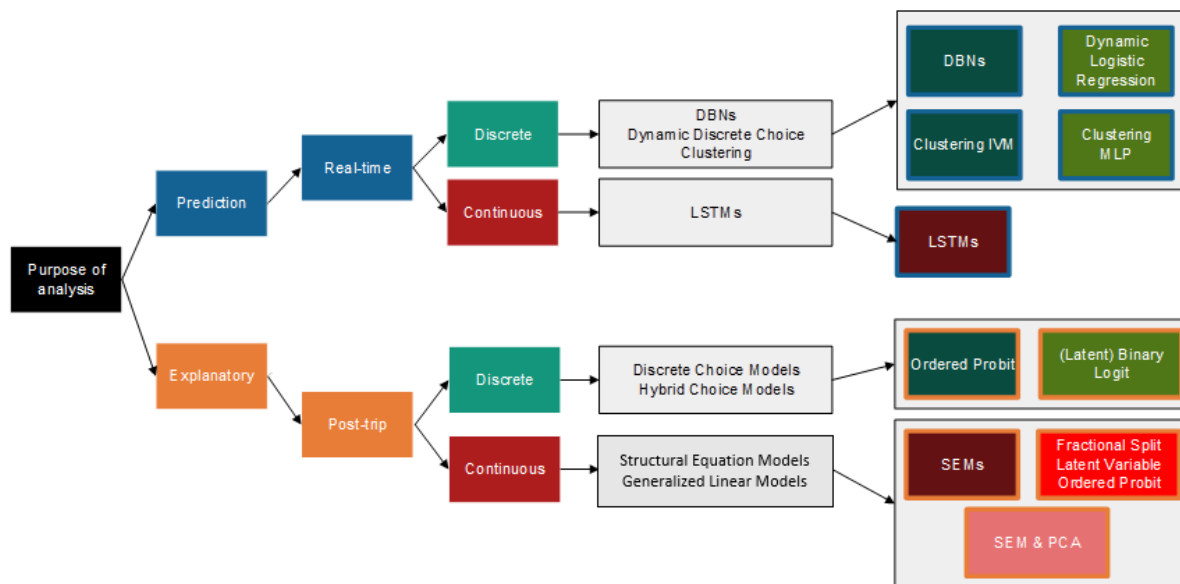 Purpose of
analysis
Prediction
Explanatory
Real-time
Post-trip
Discrete
Continuous
Discrete
Continuous
DBNs
Dynamic Discrete Choice
Clustering
LSTMs
Discrete Choice Models
Hybrid Choice Models
Structural Equation Models
Generalized Linear Models
DBNs
Dynamic
Logistic
Regression
Clustering IVM
Clustering
MLP
LSTMs
Ordered Probit
(Latent) Binary
Logit
SEMs
Fractional Split
Latent Variable
Ordered Probit
SEM & PCA